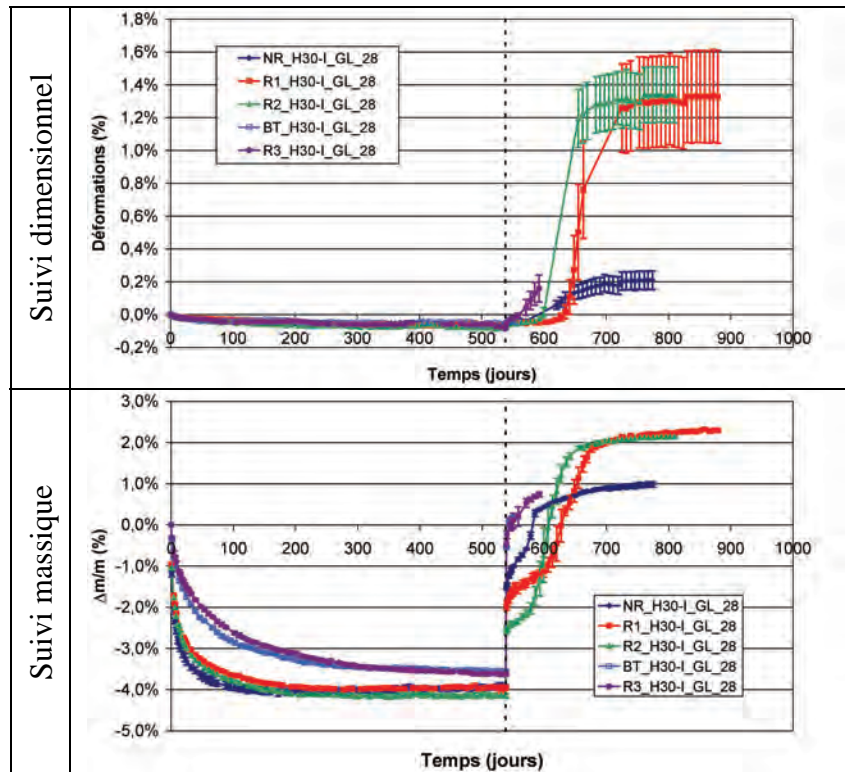 Suivi dimensionnel
Déformations (%)
1,8%
1,6%
1,4%
1,2%
1,0%
0,8%
0,6%
0,4%
0,2%
0,0%
-0,2%
NR_H30-I_GL_28
R1_H30-I_GL_28
R2_H30-I_GL_28
BT_H30-I_GL_28
R3_H30-I_GL_28
0 100 200 300 400 500 600 700 800 900 1000
Temps (jours)
Suivi massique
Δm/m (%)
3,0%
2,0%
1,0%
0,0%
-1,0%
-2,0%
-3,0%
-4,0%
-5,0%
0 100 200 300 400 500 600 700 800 900 1000
NR_H30-I_GL_28
R1_H30-I_GL_28
R2_H30-I_GL_28
BT_H30-I_GL_28
R3_H30-I_GL_28
Temps (jours)